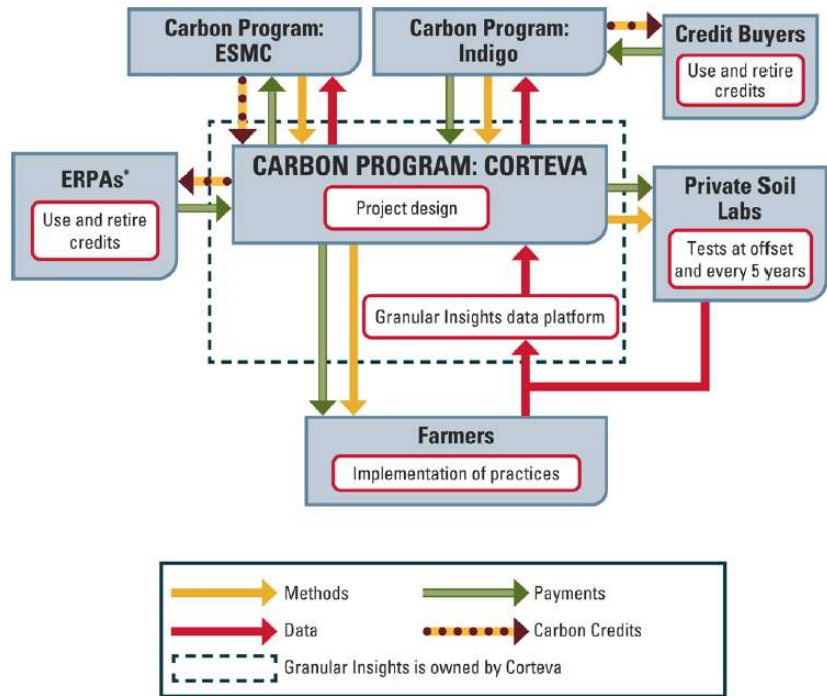 Carbon Program:
ESMC
Carbon Program:
Indigo
Credit Buyers
Use and retire
credits
ERPAs*
Use and retire
credits
CARBON PROGRAM: CORTEVA
Project design
Private Soil
Labs
Tests at offset
and every 5 years
Granular Insights data platform
Farmers
Implementation of practices
Methods
Payments
Data
Carbon Credits
Granular Insights is owned by Corteva